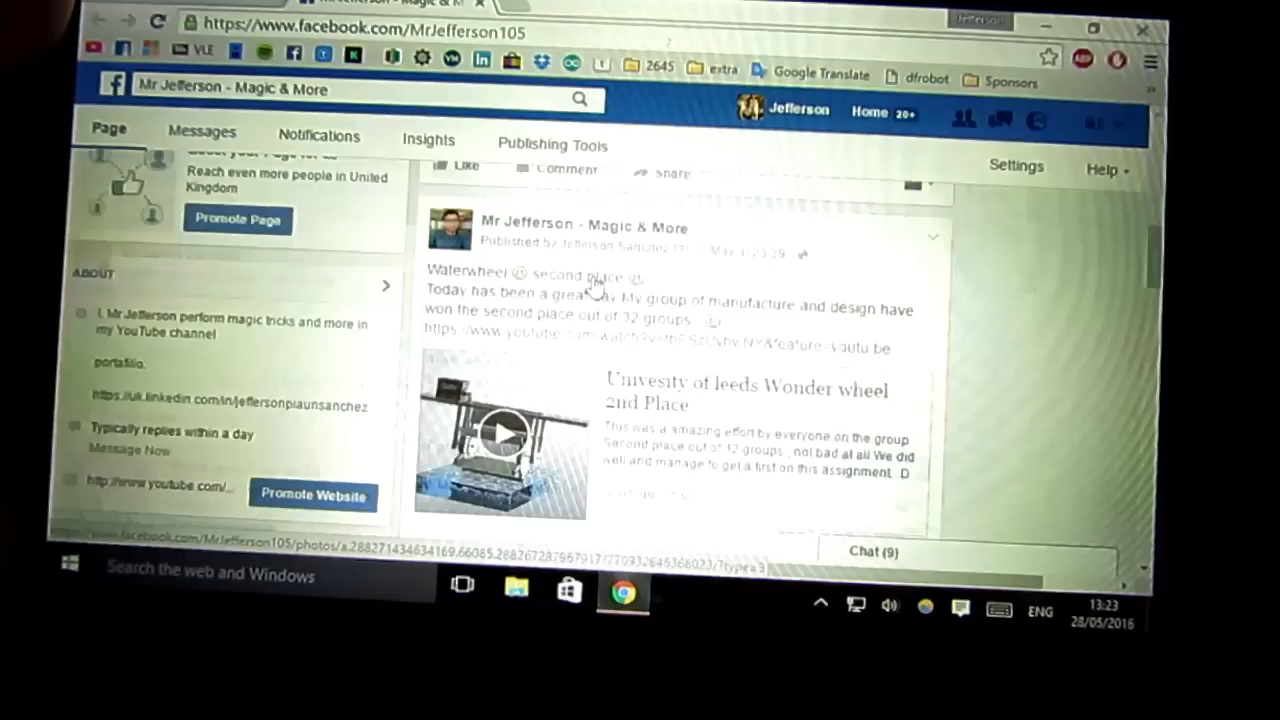 Jefferson
https://www.facebook.com/MrJefferson105
VLE
2645
extra
Google Translate
dfrobot
Sponsors
Mr Jefferson - Magic & More
Jefferson
Home 20+
Page
Messages
Notifications
Insights
Publishing Tools
Settings
Help
Reach even more people in United
Kingdom
Promote Page
Like
Comment
Share
ABOUT
I, Mr Jefferson perform magic tricks and more in
my YouTube channel
portafilio:
https://uk.linkedin.com/in/jeffersonpiaunsanchez
Typically replies within a day
Message Now
http://www.youtube.com/...
Promote Website
Mr Jefferson - Magic & More
Published by Jefferson Sanchez
Waterwheel second place
Today has been a great day My group of manufacture and design have
won the second place out of 32 groups
Univesity of leeds Wonder wheel
2nd Place
This was a amazing effort by everyone on the group
Second place out of groups , not bad at all We did
well and manage to get a first on this assignment
Chat (9)
Search the web and Windows
ENG
13:23
28/05/2016